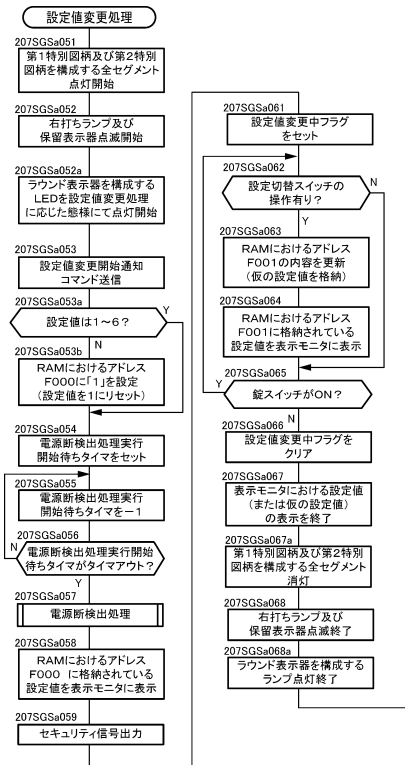 設定値変更処理
207SGSa051
第1特別図柄及び第2特別
図柄を構成する全セグメント
点灯開始
207SGSa052
右打ちランプ及び
保留表示器点滅開始
207SGSa052a
ラウンド表示器を構成する
LEDを設定値変更処理
に応じた態様にて点灯開始
207SGSa053
設定値変更開始通知
コマンド送信
207SGSa053a
設定値は1～6?
Y
N
207SGSa053b
RAMにおけるアドレス
F000に「1」を設定
(設定値を1にリセット)
207SGSa054
電源断検出処理実行
開始待ちタイマをセット
207SGSa055
電源断検出処理実行
開始待ちタイマを－1
207SGSa056
電源断検出処理実行開始
待ちタイマがタイマアウト?
N
Y
207SGSa057
電源断検出処理
207SGSa058
RAMにおけるアドレス
F000 に格納されている
設定値を表示モニタに表示
207SGSa059
セキュリティ信号出力
207SGSa061
設定値変更中フラグ
をセット
207SGSa062
設定切替スイッチの
操作有り?
N
Y
207SGSa063
RAMにおけるアドレス
F001の内容を更新
(仮の設定値を格納)
207SGSa064
RAMにおけるアドレス
F001に格納されている
設定値を表示モニタに表示
207SGSa065
錠スイッチがON?
Y
N
207SGSa066
設定値変更中フラグを
クリア
207SGSa067
表示モニタにおける設定値
(または仮の設定値)
の表示を終了
207SGSa067a
第1特別図柄及び第2特別
図柄を構成する全セグメント
消灯
207SGSa068
右打ちランプ及び
保留表示器点滅終了
207SGSa068a
ラウンド表示器を構成する
ランプ点灯終了